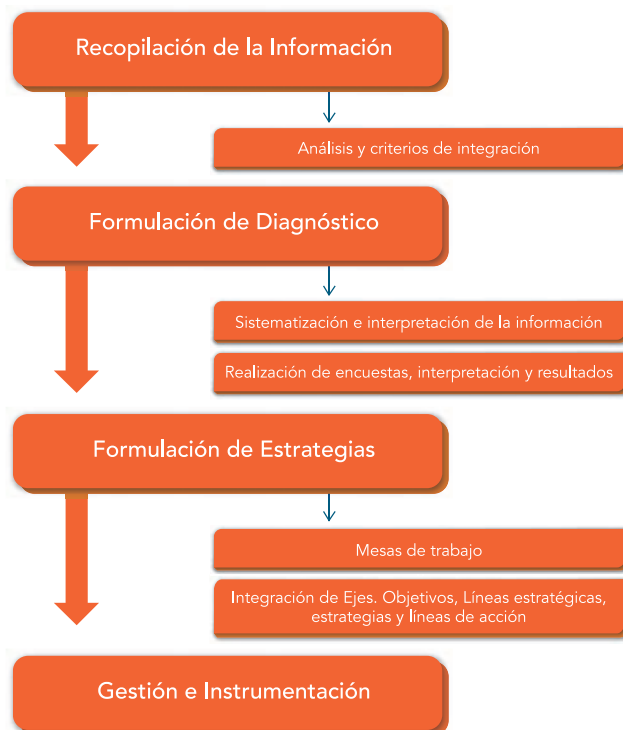 Recopilación de la Información
Análisis y criterios de integración
Formulación de Diagnóstico
Sistematización e interpretación de la información
Realización de encuestas, interpretación y resultados
Formulación de Estrategias
Mesas de trabajo
Integración de Ejes. Objetivos, Líneas estratégicas,
estrategias y líneas de acción
Gestión e Instrumentación